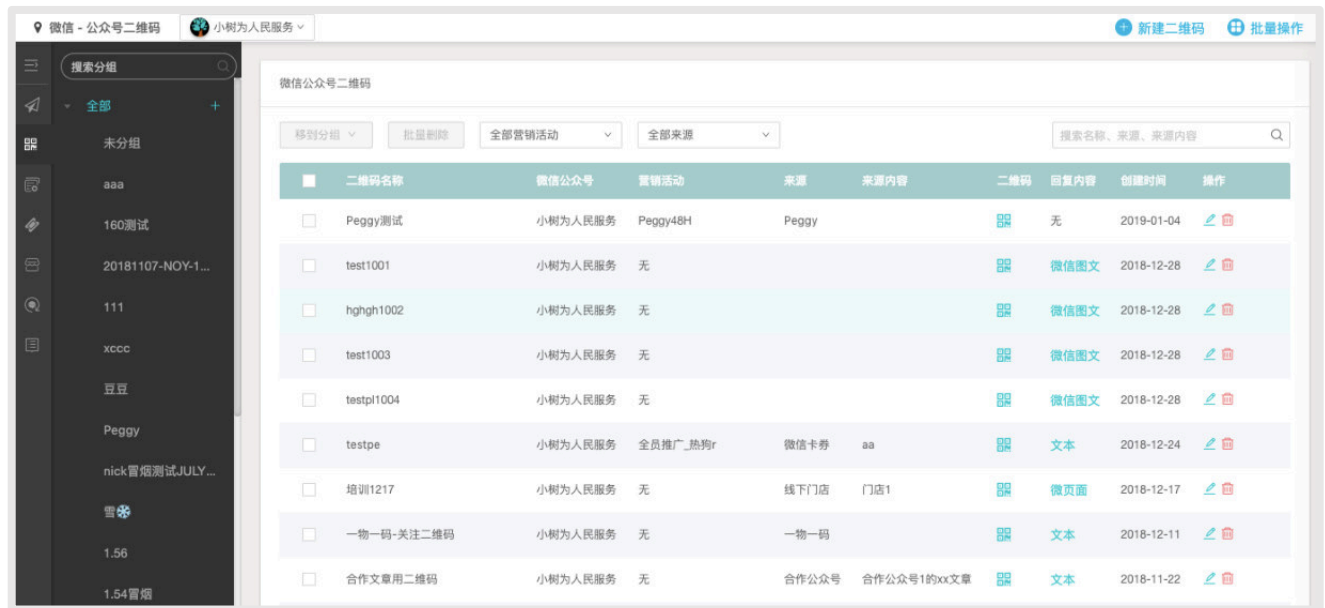 微信 - 公众号二维码 小树为人民服务 新建二维码 批量操作
搜索分组
全部
未分组
aaa
160测试
20181107-NOY-1...
111
xccc
豆豆
Peggy
nick冒烟测试JULY...
雪❄
1.56
1.54冒烟
微信公众号二维码
移到分组 批量删除 全部营销活动 全部来源 搜索名称、来源、来源内容
二维码名称 微信公众号 营销活动 来源 来源内容 二维码 回复内容 创建时间 操作
Peggy测试 小树为人民服务 Peggy48H Peggy 无 2019-01-04
test1001 小树为人民服务 无 微信图文 2018-12-28
hghgh1002 小树为人民服务 无 微信图文 2018-12-28
test1003 小树为人民服务 无 微信图文 2018-12-28
testpl1004 小树为人民服务 无 微信图文 2018-12-28
testpe 小树为人民服务 全员推广_热狗r 微信卡券 aa 文本 2018-12-24
培训1217 小树为人民服务 无 线下门店 门店1 微页面 2018-12-17
一物一码-关注二维码 小树为人民服务 无 一物一码 文本 2018-12-11
合作文章用二维码 小树为人民服务 无 合作公众号 合作公众号1的xx文章 文本 2018-11-22